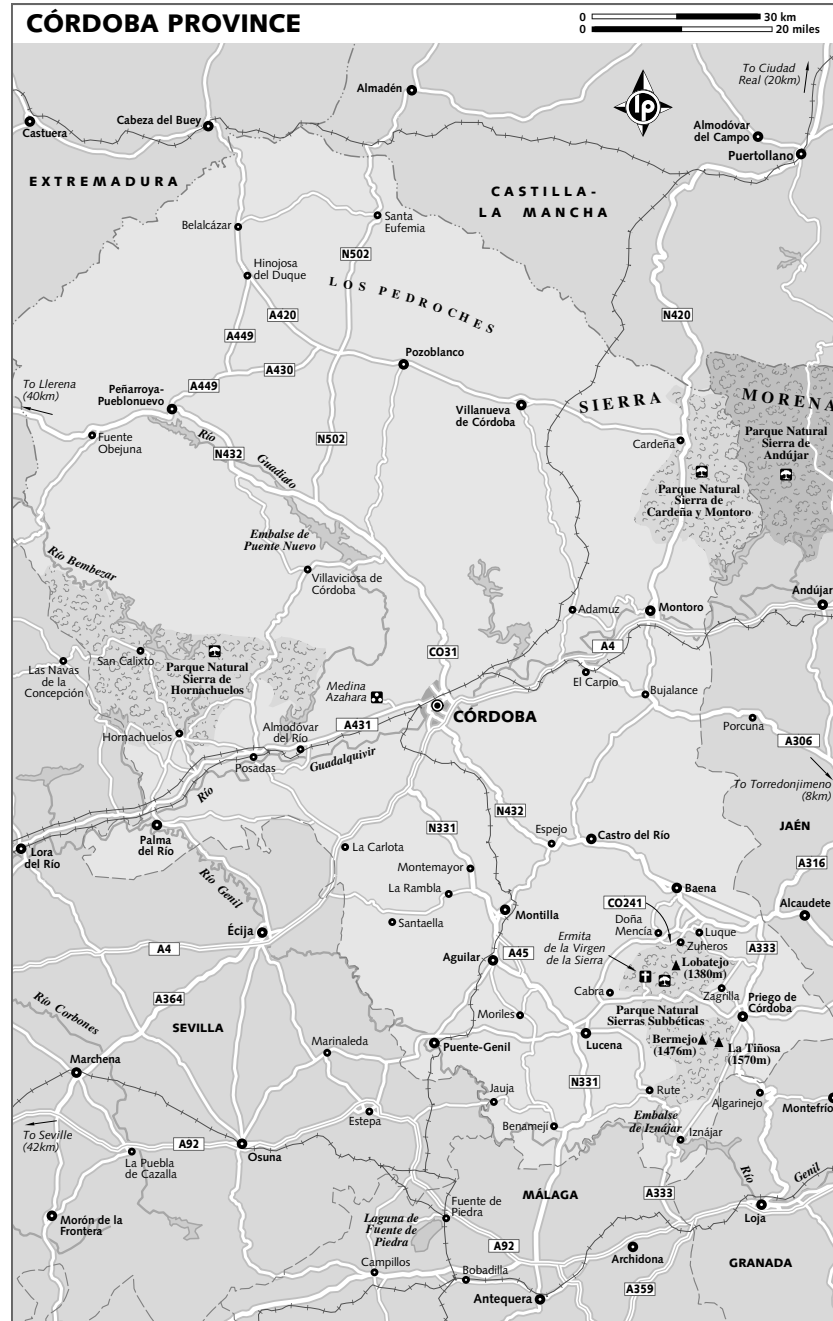 CÓRDOBA PROVINCE
0 30 km
0 20 miles
To Ciudad
Real (20km)
Almadén
lp
Castuera
Cabeza del Buey
Almodóvar
del Campo
Puertollano
EXTREMADURA
CASTILLA-
LA MANCHA
Belalcázar
Santa
Eufemia
N502
Hinojosa
del Duque
LOS PEDROCHES
A420
N420
A449
Pozoblanco
A430
To Llerena
(40km)
A449
Peñarroya-
Pueblonuevo
Villanueva
de Córdoba
SIERRA
MORENA
Fuente
Obejuna
Río
Guadiato
N432
N502
Cardeña
Parque Natural
Sierra de
Andújar
Parque Natural
Sierra de
Cardeña y Montoro
Embalse de
Puente Nuevo
Río Bembezar
Villaviciosa de
Córdoba
Andújar
Adamuz
Montoro
A4
CO31
San Calixto
Las Navas
de la
Concepción
Parque Natural
Sierra de
Hornachuelos
Medina
Azahara
El Carpio
Bujalance
CÓRDOBA
Porcuna
A306
Hornachuelos
Almodóvar
del Río
A431
Posadas
Guadalquivir
Río
To Torredonjimeno
(8km)
N432
N331
JAÉN
Lora
del Río
Palma
del Río
La Carlota
Espejo
Castro del Río
A316
Montemayor
Río Genil
La Rambla
Baena
CO241
Alcaudete
Santaella
Montilla
Écija
Doña
Mencía
Luque
Zuheros
A333
A4
Ermita
de la Virgen
de la Sierra
Aguilar
A45
Lobatejo
(1380m)
A364
Cabra
Zagrilla
Río Corbones
Parque Natural
Sierras Subbéticas
Priego de
Córdoba
SEVILLA
Moriles
Marinaleda
Puente-Genil
Lucena
Bermejo
(1476m)
La Tiñosa
(1570m)
Marchena
N331
Rute
Jauja
Algarinejo
Montefrío
Estepa
Benamejí
Embalse
de Iznájar
Iznájar
To Seville
(42km)
A92
La Puebla
de Cazalla
Osuna
Río
Genil
MÁLAGA
A333
Morón de la
Frontera
Laguna de
Fuente de
Piedra
Fuente de
Piedra
Loja
A92
Archidona
GRANADA
Campillos
Bobadilla
A359
Antequera